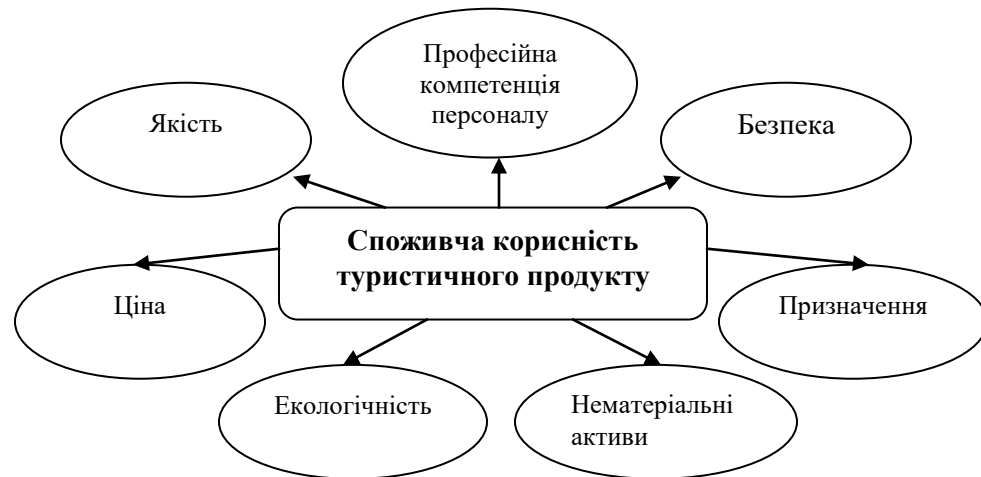 Професійна
компетенція
персоналу
Якість
Безпека
Споживча корисність
туристичного продукту
Ціна
Призначення
Екологічність
Нематеріальні
активи